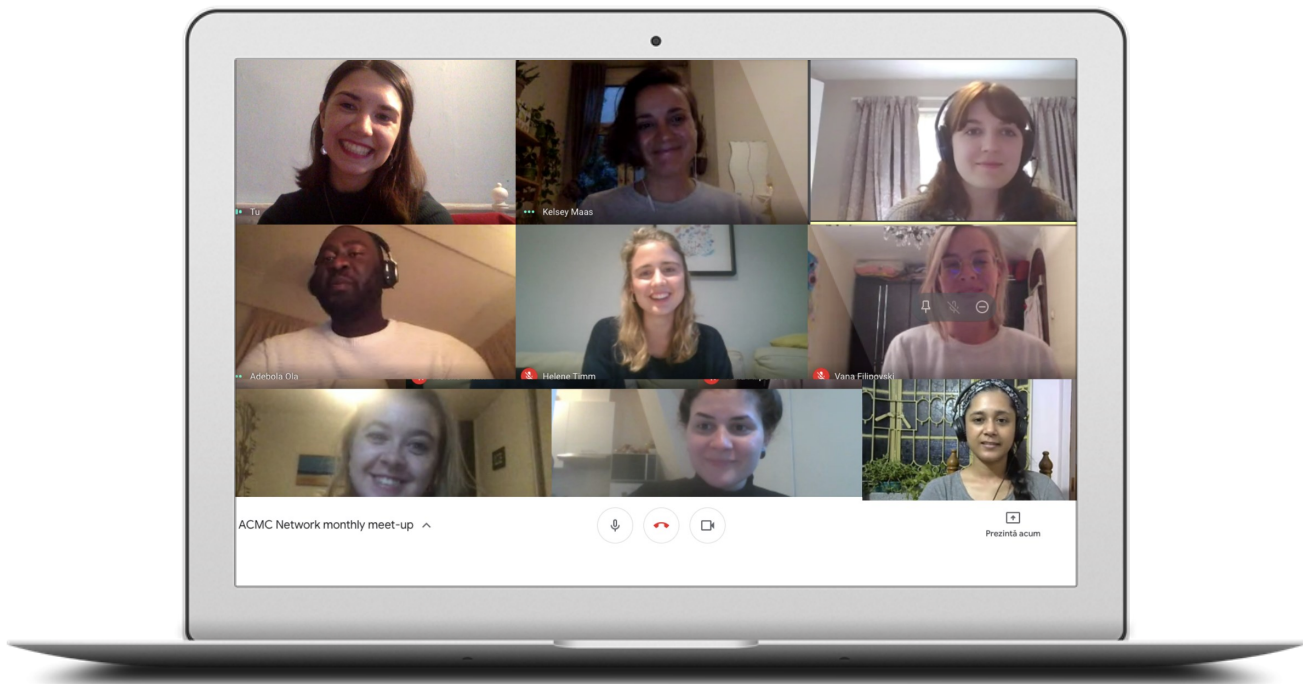 Tu
Kelsey Maas
Adebola Ola
Helene Timm
Vana Filipovski
ACMC Network monthly meet-up
Prezintă acum